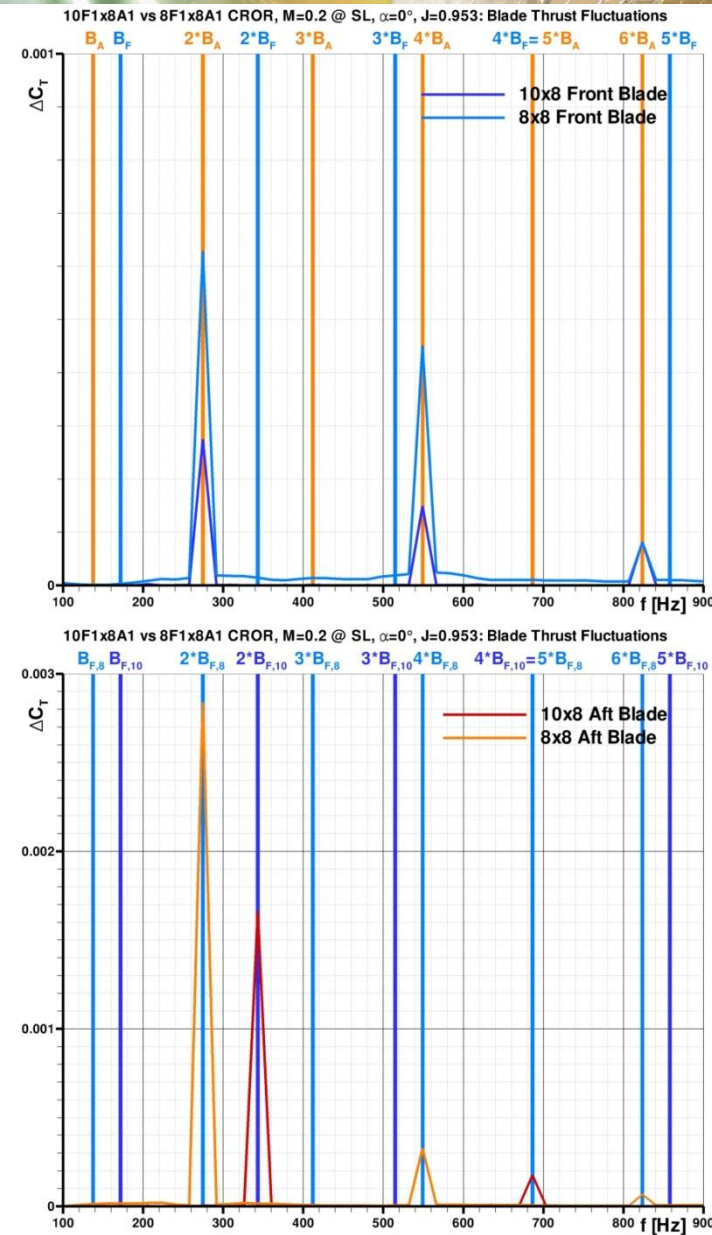 10F1x8A1 vs 8F1x8A1 CROR, M=0.2 @ SL, α=0°, J=0.953: Blade Thrust Fluctuations
B_A B_F 2*B_A 2*B_F 3*B_A 3*B_F 4*B_A 4*B_F=5*B_A 6*B_A 5*B_F
0.001
ΔC_T
10x8 Front Blade
8x8 Front Blade
0
100 200 300 400 500 600 700 800 900
f [Hz]
10F1x8A1 vs 8F1x8A1 CROR, M=0.2 @ SL, α=0°, J=0.953: Blade Thrust Fluctuations
B_F,8 B_F,10 2*B_F,8 2*B_F,10 3*B_F,8 3*B_F,10 4*B_F,8 4*B_F,10=5*B_F,8 6*B_F,8 5*B_F,10
0.003
ΔC_T
10x8 Aft Blade
8x8 Aft Blade
0.002
0.001
0
100 200 300 400 500 600 700 800 900
f [Hz]